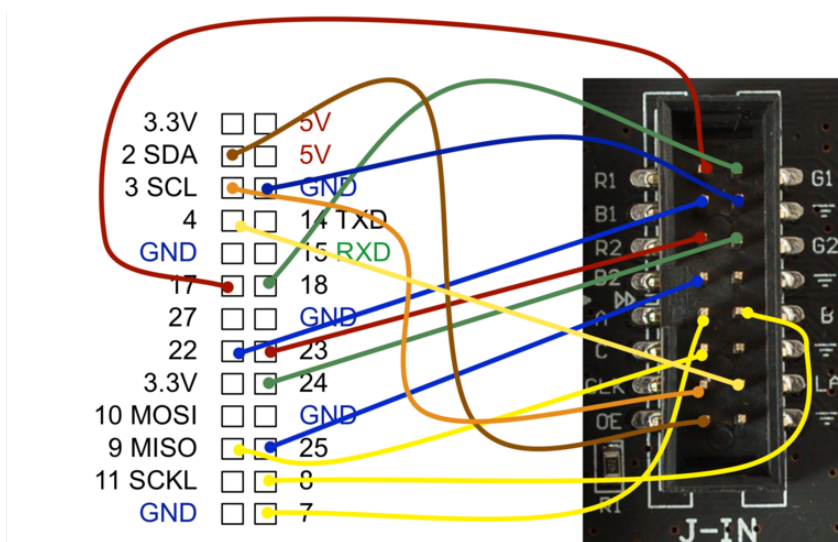 3.3V 5V
2 SDA 5V
3 SCL GND
4 14 TXD
GND 15 RXD
17 18
27 GND
22 23
3.3V 24
10 MOSI GND
9 MISO 25
11 SCKL 8
GND 7
R1 G1
B1
R2 G2
B2
A B
C
CLK LA
OE
R1
J-IN